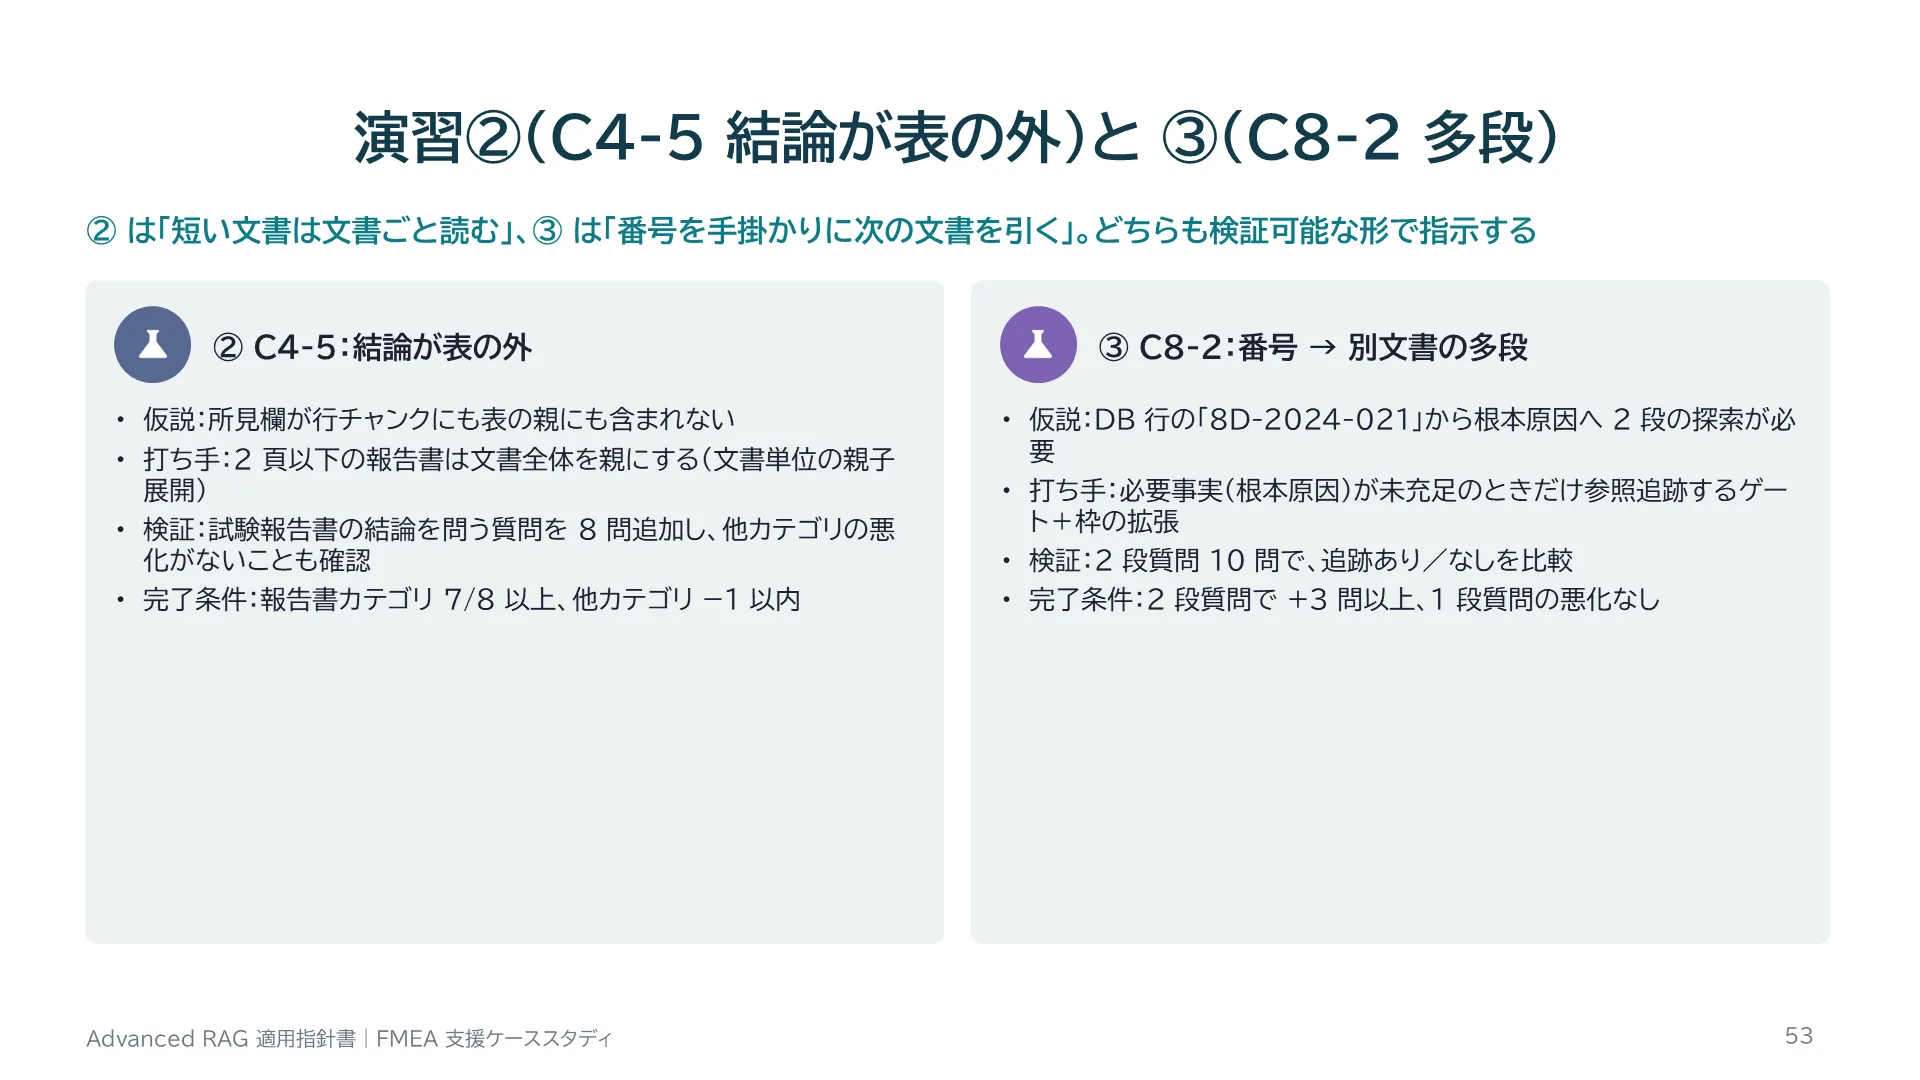 演習②（C4-5 結論が表の外）と ③（C8-2 多段）
② は「短い文書は文書ごと読む」、③ は「番号を手掛かりに次の文書を引く」。どちらも検証可能な形で指示する
② C4-5：結論が表の外
• 仮説：所見欄が行チャンクにも表の親にも含まれない
• 打ち手：2 頁以下の報告書は文書全体を親にする（文書単位の親子
展開）
• 検証：試験報告書の結論を問う質問を 8 問追加し、他カテゴリの悪
化がないことも確認
• 完了条件：報告書カテゴリ 7/8 以上、他カテゴリ −1 以内
③ C8-2：番号 → 別文書の多段
• 仮説：DB 行の「8D-2024-021」から根本原因へ 2 段の探索が必
要
• 打ち手：必要事実（根本原因）が未充足のときだけ参照追跡するゲー
ト＋枠の拡張
• 検証：2 段質問 10 問で、追跡あり／なしを比較
• 完了条件：2 段質問で +3 問以上、1 段質問の悪化なし
Advanced RAG 適用指針書｜FMEA 支援ケーススタディ
53